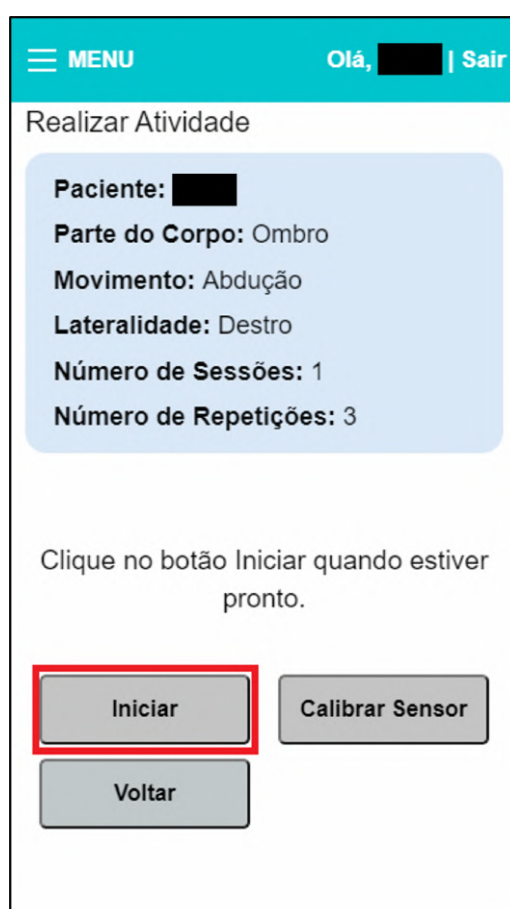 MENU Olá, | Sair
Realizar Atividade
Paciente:
Parte do Corpo: Ombro
Movimento: Abdução
Lateralidade: Destro
Número de Sessões: 1
Número de Repetições: 3
Clique no botão Iniciar quando estiver
pronto.
Iniciar Calibrar Sensor
Voltar